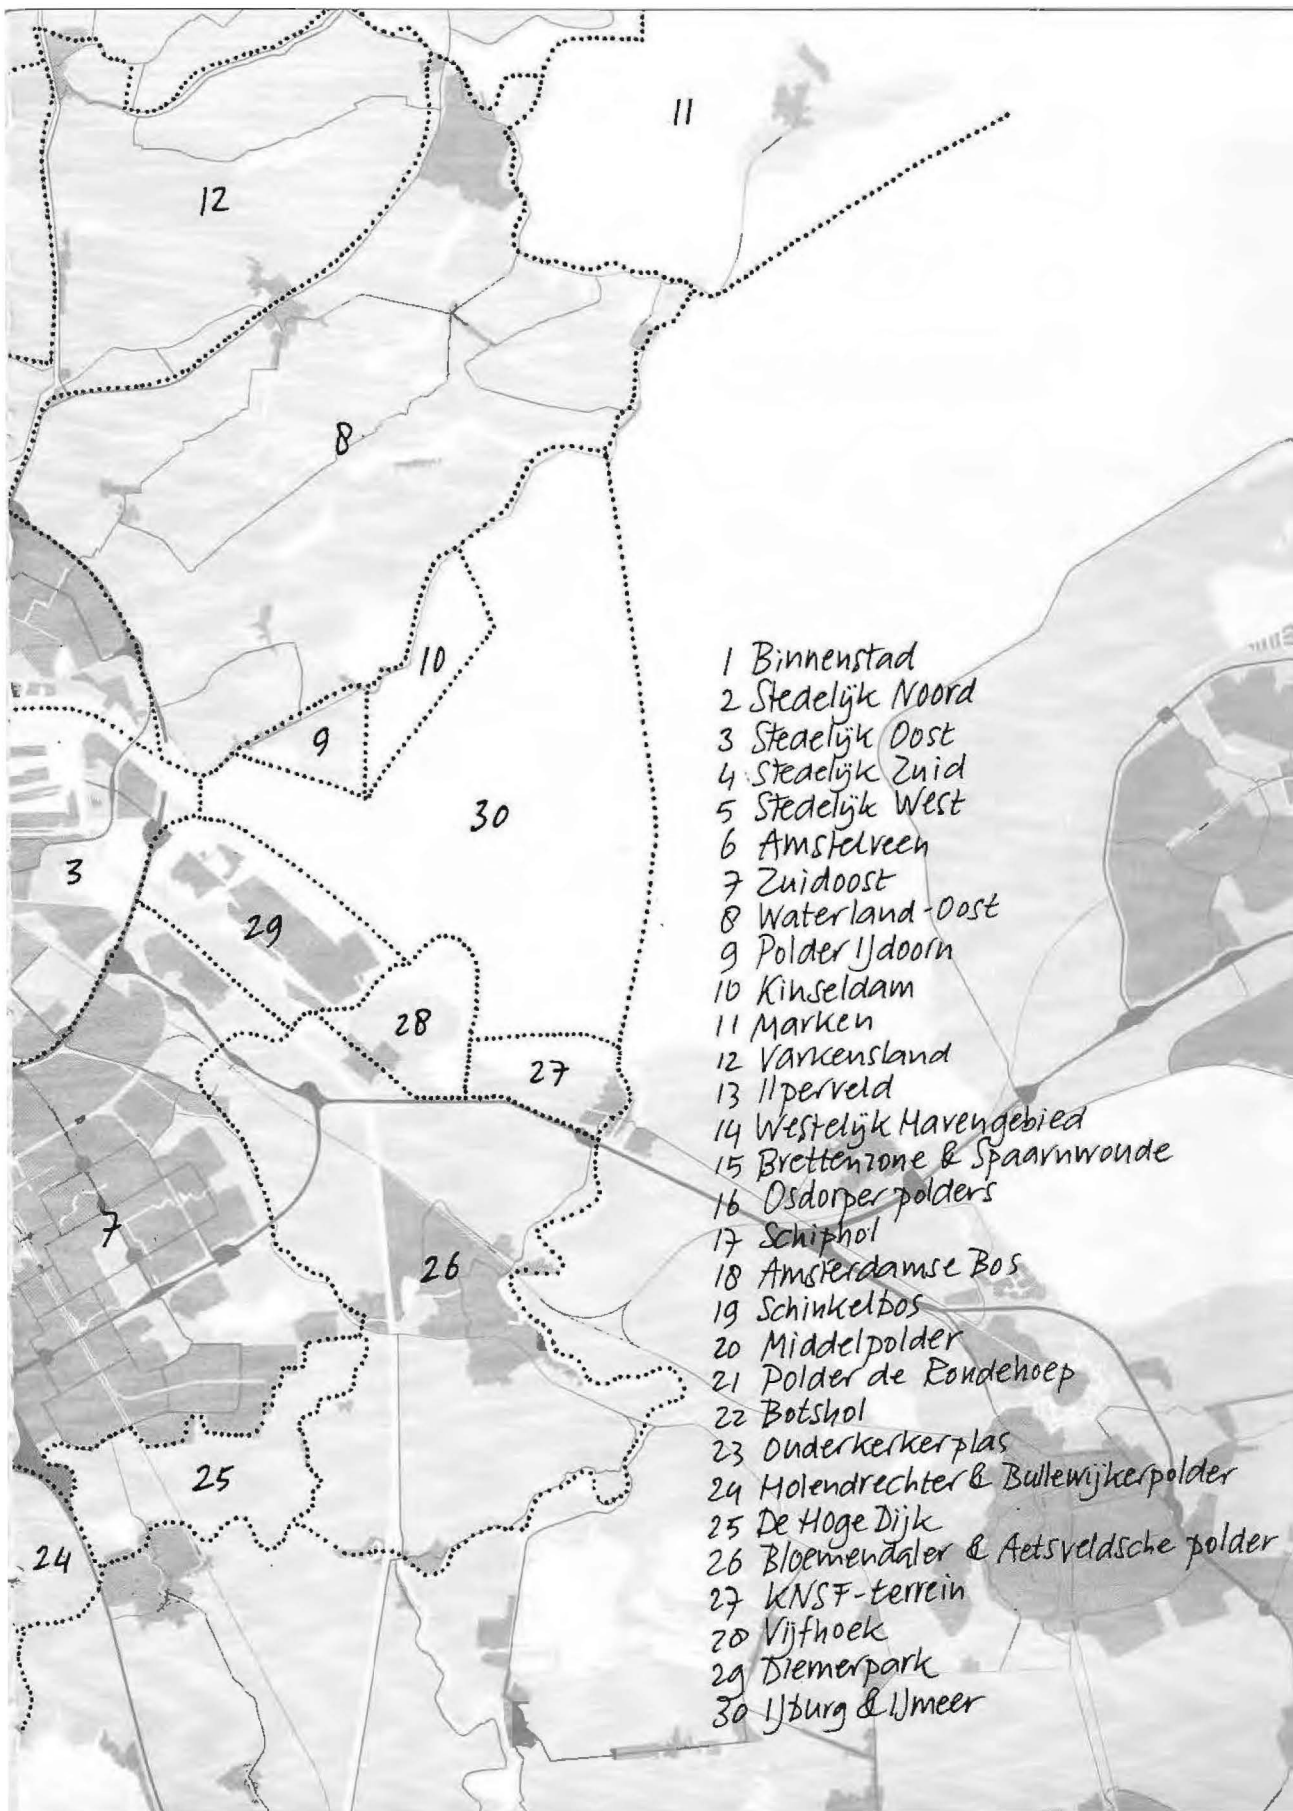 11
12
8
10
9
30
3
29
28
27
7
26
25
24
1 Binnenstad
2 Stedelijk Noord
3 Stedelijk Oost
4 Stedelijk Zuid
5 Stedelijk West
6 Amstelveen
7 Zuidoost
8 Waterland-Oost
9 Polder IJdoorn
10 Kinseldam
11 Marken
12 Varkensland
13 Ilperveld
14 Westelijk Havengebied
15 Brettenzone & Spaarnwoude
16 Osdorper polders
17 Schiphol
18 Amsterdamse Bos
19 Schinkelbos
20 Middelpolder
21 Polder de Rondehoep
22 Botshol
23 Ouderkerkerplas
24 Holendrechter & Bullewijkerpolder
25 De Hoge Dijk
26 Bloemendaler & Aetsveldsche polder
27 KNSF-terrein
28 Vijfhoek
29 Diemerpark
30 IJburg & IJmeer